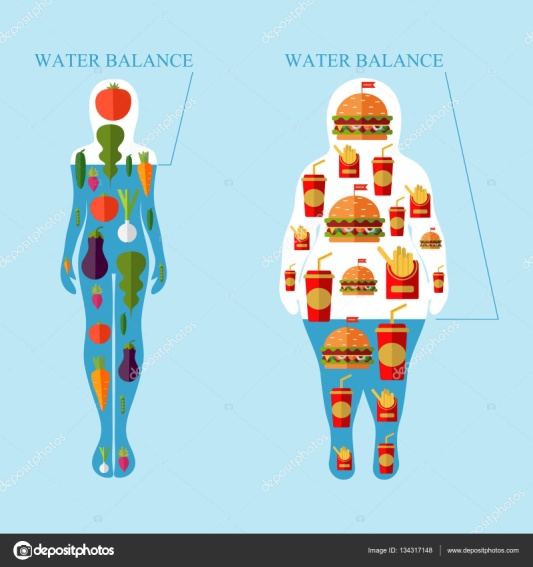 WATER BALANCE
WATER BALANCE
depositphotos
Image ID: 134317148
www.depositphotos.com